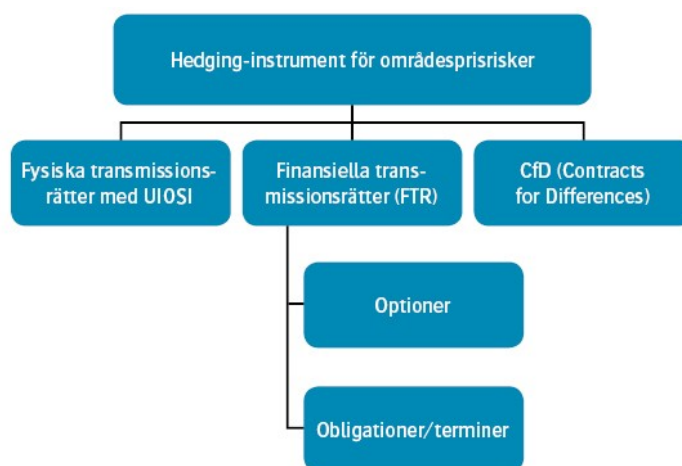 Hedging-instrument för områdesprisrisker
Fysiska transmissions-
rätter med UIOSI
Finansiella trans-
missionsrätter (FTR)
CfD (Contracts
for Differences)
Optioner
Obligationer/terminer